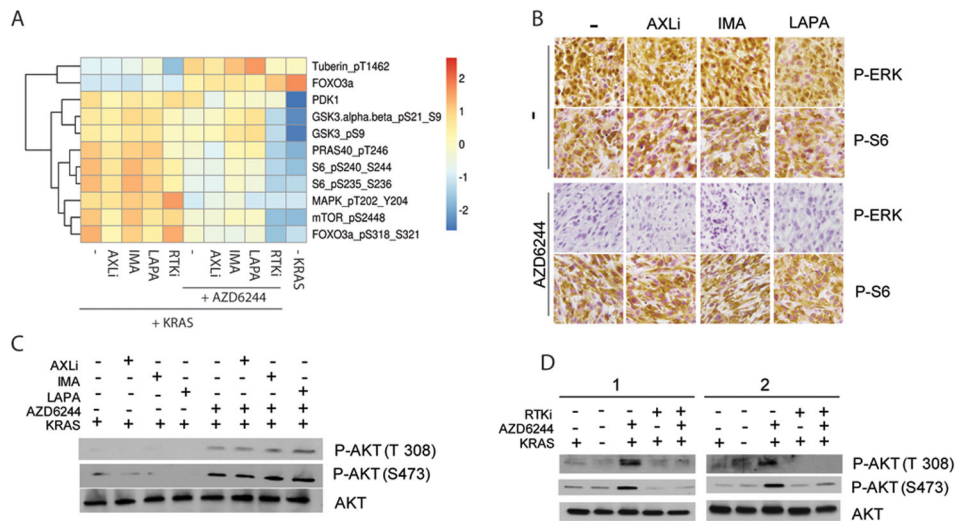 A
Tuberin_pT1462
FOXO3a
PDK1
GSK3.alpha.beta_pS21_S9
GSK3_pS9
PRAS40_pT246
S6_pS240_S244
S6_pS235_S236
MAPK_pT202_Y204
mTOR_pS2448
FOXO3a_pS318_S321
2
1
0
-1
-2
- AXLi IMA LAPA RTKi - AXLi IMA LAPA RTKi -KRAS
+ AZD6244
+ KRAS
B
- AXLi IMA LAPA
- P-ERK
P-S6
AZD6244 P-ERK
P-S6
C
AXLi - + - - - + - -
IMA - - + - - - + -
LAPA - - - + - - - +
AZD6244 - - - - + + + +
KRAS + + + + + + + +
P-AKT (T 308)
P-AKT (S473)
AKT
D
1 2
RTKi - - - + + - - - + +
AZD6244 - - + - + - - + - +
KRAS + - + + + + - + + +
P-AKT (T 308)
P-AKT (S473)
AKT